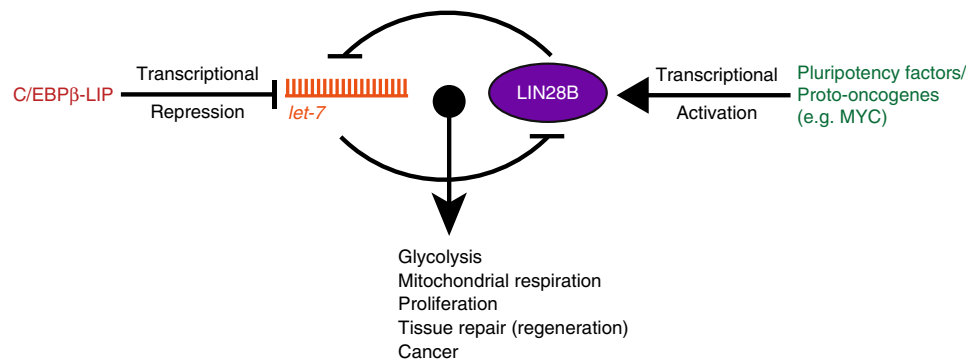 C/EBPβ-LIP
Transcriptional
Repression
let-7
LIN28B
Transcriptional
Activation
Pluripotency factors/
Proto-oncogenes
(e.g. MYC)
Glycolysis
Mitochondrial respiration
Proliferation
Tissue repair (regeneration)
Cancer